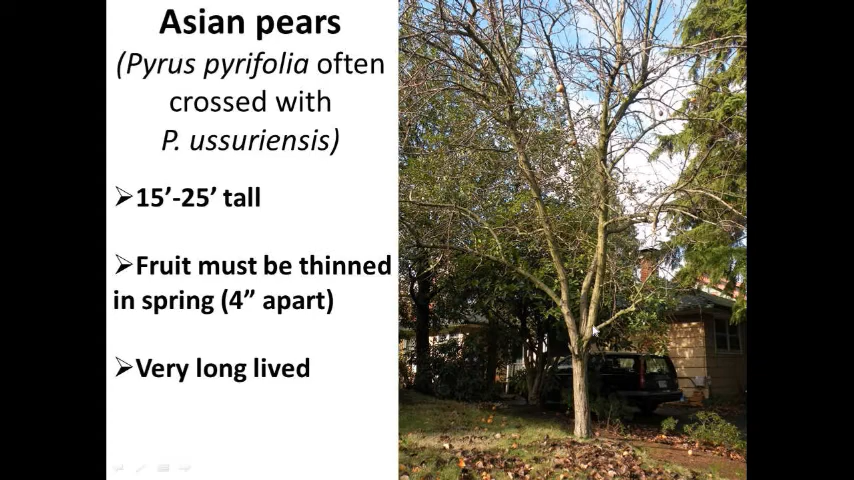 Asian pears
(Pyrus pyrifolia often
crossed with
P. ussuriensis)
➢15’-25’ tall
➢Fruit must be thinned
in spring (4” apart)
➢Very long lived